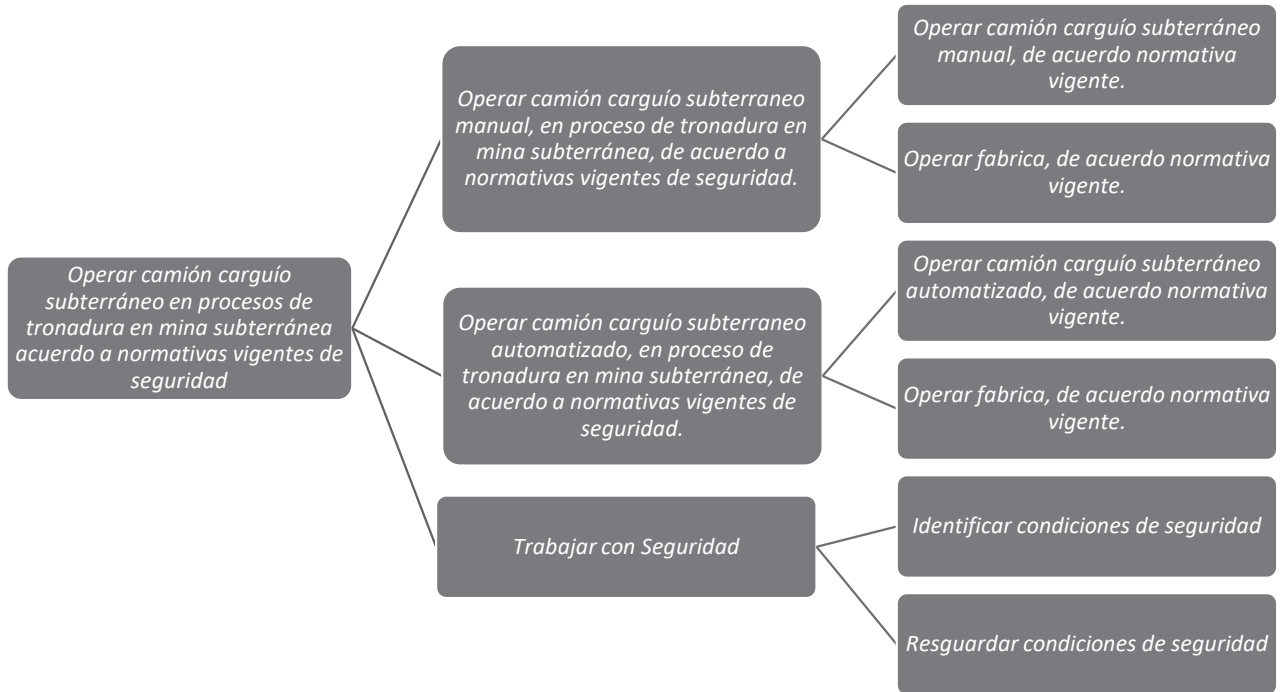 Operar camión carguío
subterráneo en procesos de
tronadura en mina subterránea
acuerdo a normativas vigentes de
seguridad
Operar camión carguío subterraneo
manual, en proceso de tronadura en
mina subterránea, de acuerdo a
normativas vigentes de seguridad.
Operar camión carguío subterráneo
manual, de acuerdo normativa
vigente.
Operar fabrica, de acuerdo normativa
vigente.
Operar camión carguío subterraneo
automatizado, en proceso de
tronadura en mina subterránea, de
acuerdo a normativas vigentes de
seguridad.
Operar camión carguío subterráneo
automatizado, de acuerdo normativa
vigente.
Operar fabrica, de acuerdo normativa
vigente.
Trabajar con Seguridad
Identificar condiciones de seguridad
Resguardar condiciones de seguridad